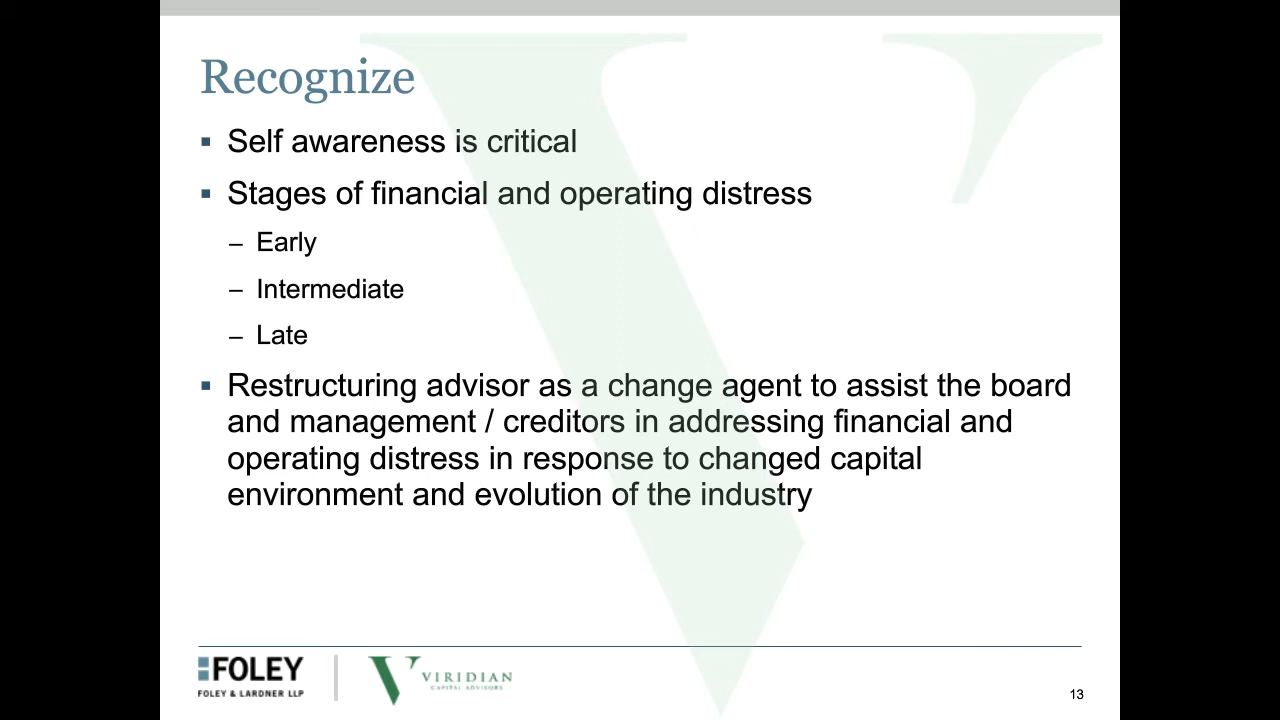 Recognize
▪ Self awareness is critical
▪ Stages of financial and operating distress
– Early
– Intermediate
– Late
▪ Restructuring advisor as a change agent to assist the board
and management / creditors in addressing financial and
operating distress in response to changed capital
environment and evolution of the industry
FOLEY
FOLEY & LARDNER LLP
VIRIDIAN
CAPITAL ADVISORS
13